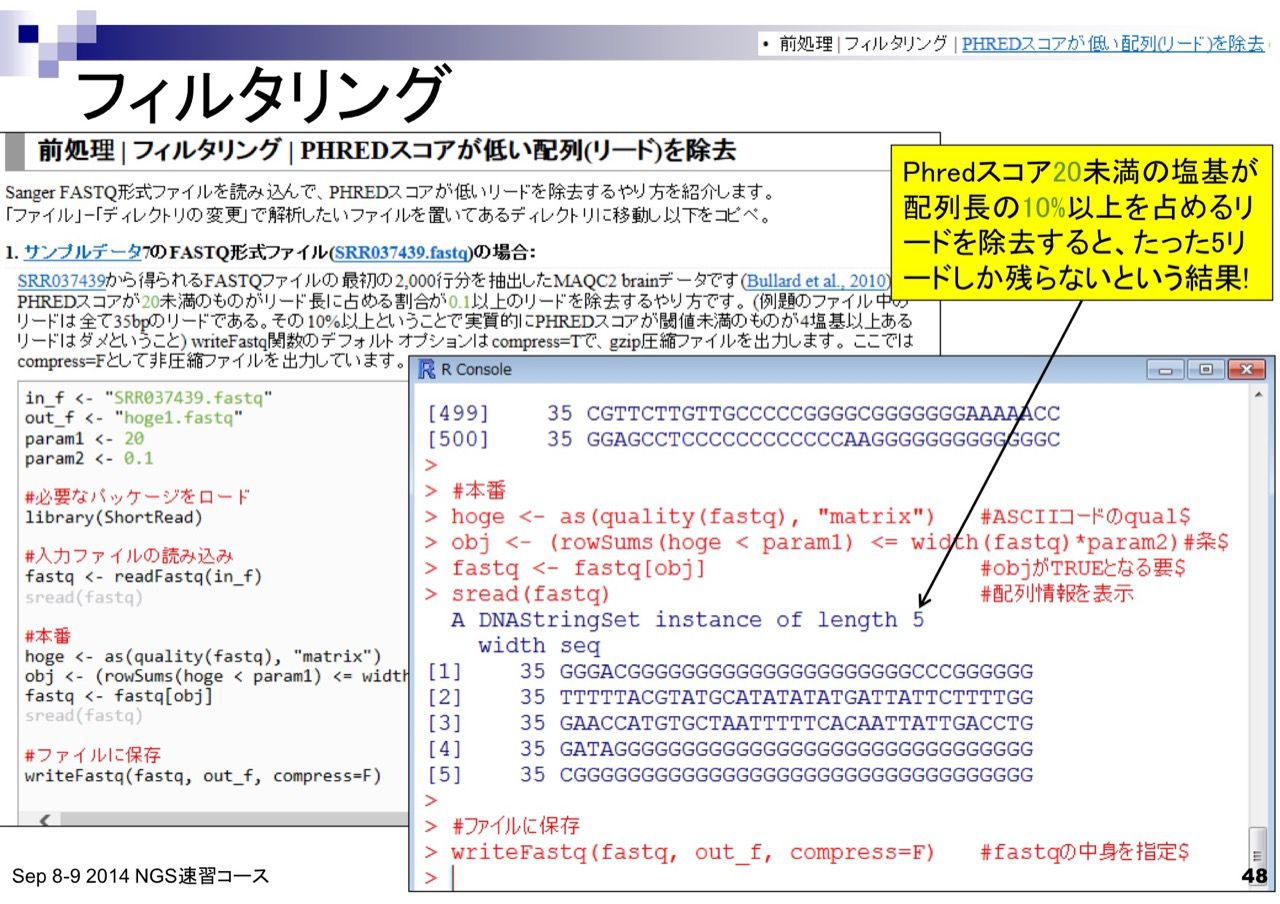 • 前処理 | フィルタリング | PHREDスコアが低い配列(リード)を除去
フィルタリング
前処理 | フィルタリング | PHREDスコアが低い配列(リード)を除去
Sanger FASTQ形式ファイルを読み込んで、PHREDスコアが低いリードを除去するやり方を紹介します。
「ファイル」-「ディレクトリの変更」で解析したいファイルを置いてあるディレクトリに移動し以下をコピペ。
1. サンプルデータ7のFASTQ形式ファイル(SRR037439.fastq)の場合:
SRR037439から得られるFASTQファイルの最初の2,000行分を抽出したMAQC2 brainデータです(Bullard et al., 2010)
PHREDスコアが20未満のものがリード長に占める割合が0.1以上のリードを除去するやり方です。(例題のファイル中の
リードは全て35bpのリードである。その10%以上ということで実質的にPHREDスコアが閾値未満のものが4塩基以上ある
リードはダメということ) writeFastq関数のデフォルトオプションはcompress=Tで、gzip圧縮ファイルを出力します。ここでは
compress=Fとして非圧縮ファイルを出力しています。
Phredスコア20未満の塩基が
配列長の10%以上を占めるリ
ードを除去すると、たった5リ
ードしか残らないという結果!
in_f <- "SRR037439.fastq"
out_f <- "hoge1.fastq"
param1 <- 20
param2 <- 0.1
#必要なパッケージをロード
library(ShortRead)
#入力ファイルの読み込み
fastq <- readFastq(in_f)
sread(fastq)
#本番
hoge <- as(quality(fastq), "matrix")
obj <- (rowSums(hoge < param1) <= width
fastq <- fastq[obj]
sread(fastq)
#ファイルに保存
writeFastq(fastq, out_f, compress=F)
R Console
[499] 35 CGTTCTTGTTGCCCCCGGGGCGGGGGGGAAAAACC
[500] 35 GGAGCCTCCCCCCCCCCCCAAGGGGGGGGGGGGGC
>
> #本番
> hoge <- as(quality(fastq), "matrix") #ASCIIコードのqual$
> obj <- (rowSums(hoge < param1) <= width(fastq)*param2)#条$
> fastq <- fastq[obj] #objがTRUEとなる要$
> sread(fastq) #配列情報を表示
A DNAStringSet instance of length 5
width seq
[1] 35 GGGACGGGGGGGGGGGGGGGGGGGGGCCCGGGGGG
[2] 35 TTTTTACGTATGCATATATATGATTATTCTTTTGG
[3] 35 GAACCATGTGCTAATTTTTCACAATTATTGACCTG
[4] 35 GATAGGGGGGGGGGGGGGGGGGGGGGGGGGGGGGG
[5] 35 CGGGGGGGGGGGGGGGGGGGGGGGGGGGGGGGGGG
>
> #ファイルに保存
> writeFastq(fastq, out_f, compress=F) #fastqの中身を指定$
>
Sep 8-9 2014 NGS速習コース
48